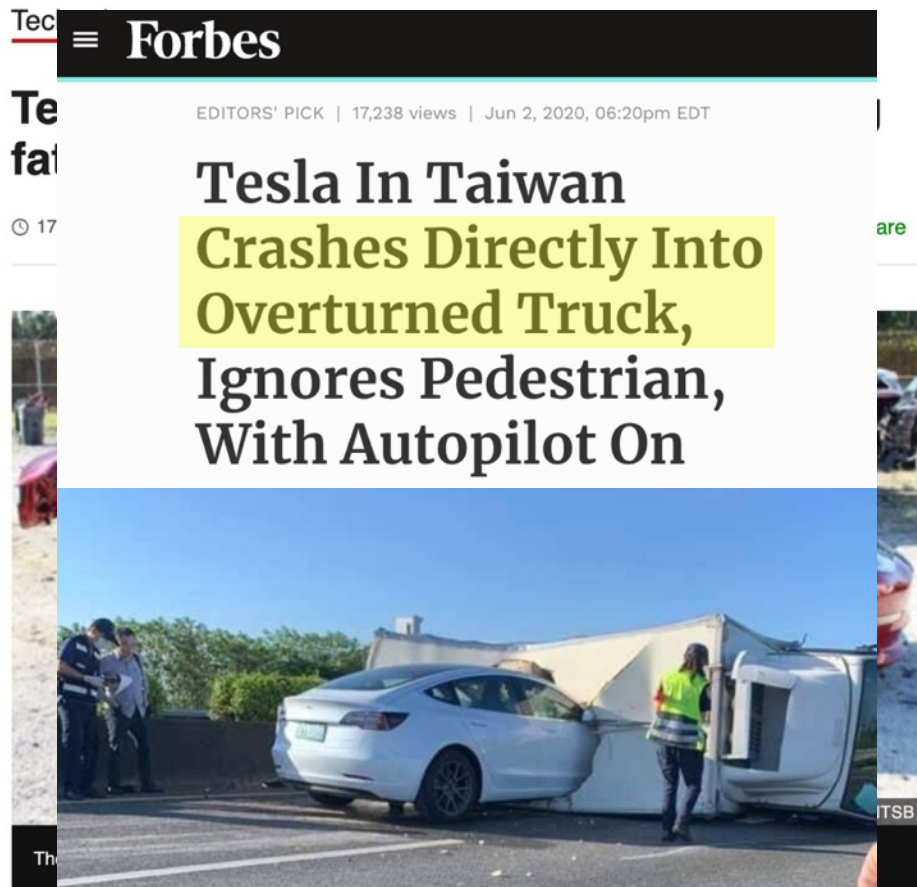 Tec
Forbes
Te
fat
EDITORS' PICK | 17,238 views | Jun 2, 2020, 06:20pm EDT
Tesla In Taiwan
17
Crashes Directly Into
are
Overturned Truck,
Ignores Pedestrian,
With Autopilot On
TSB
Th